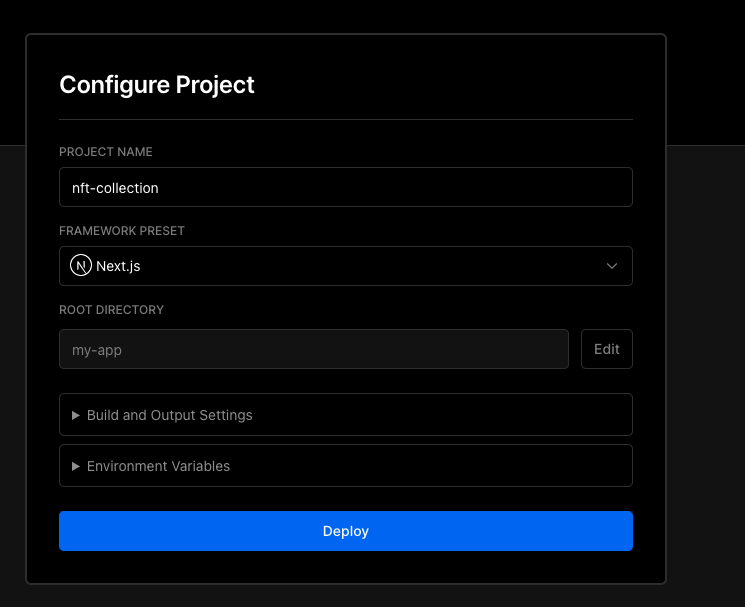 Configure Project
PROJECT NAME
nft-collection
FRAMEWORK PRESET
N Next.js
ROOT DIRECTORY
my-app
Edit
Build and Output Settings
Environment Variables
Deploy